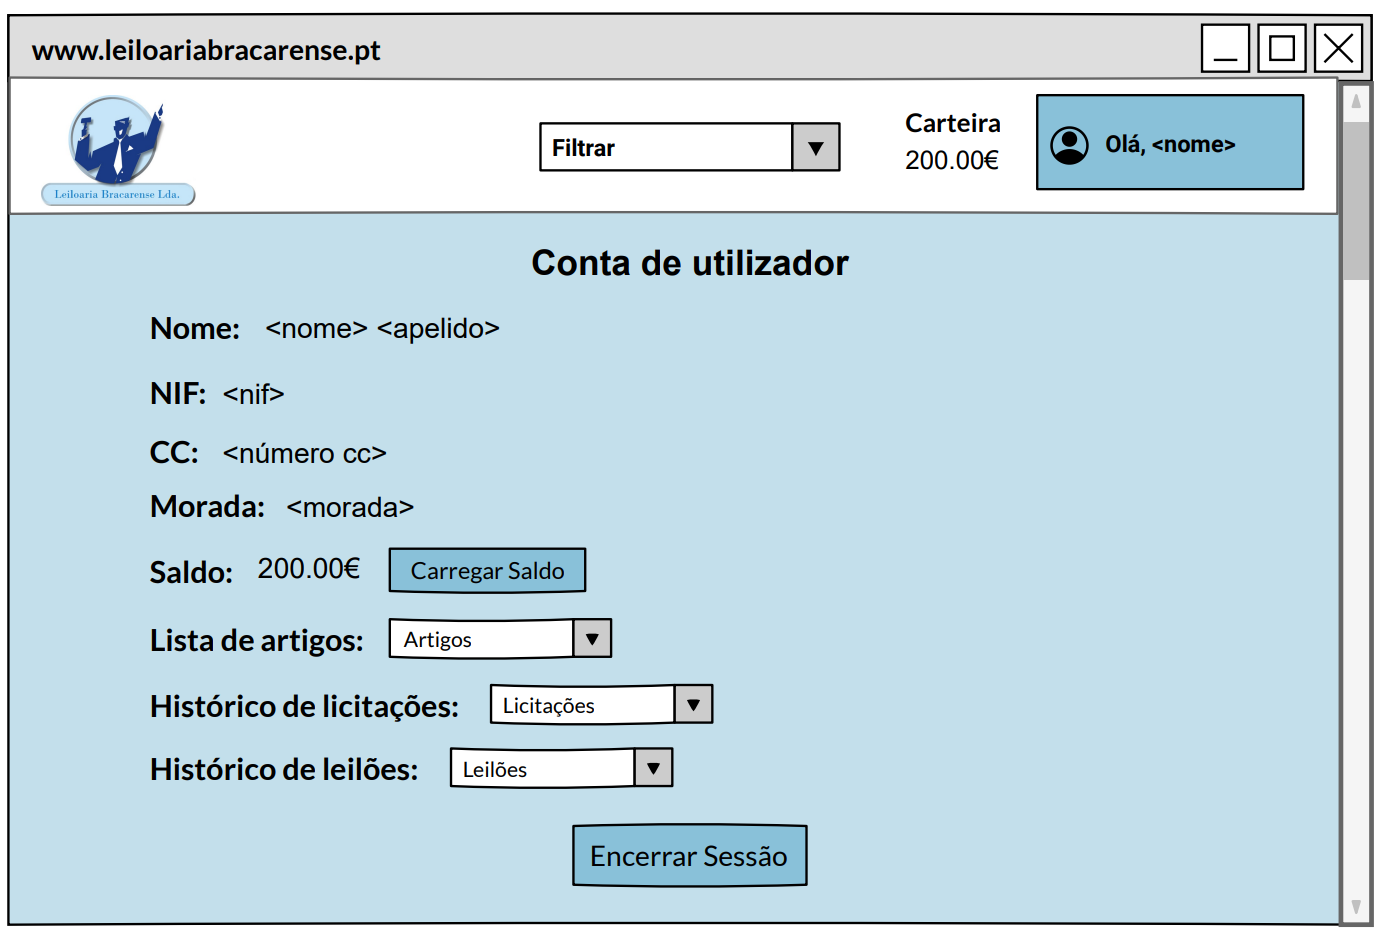 www.leiloariabracarense.pt
Leiloaria Bracarense Lda.
Filtrar
Carteira
200.00€
Olá, <nome>
Conta de utilizador
Nome: <nome> <apelido>
NIF: <nif>
CC: <número cc>
Morada: <morada>
Saldo: 200.00€ Carregar Saldo
Lista de artigos: Artigos
Histórico de licitações: Licitações
Histórico de leilões: Leilões
Encerrar Sessão